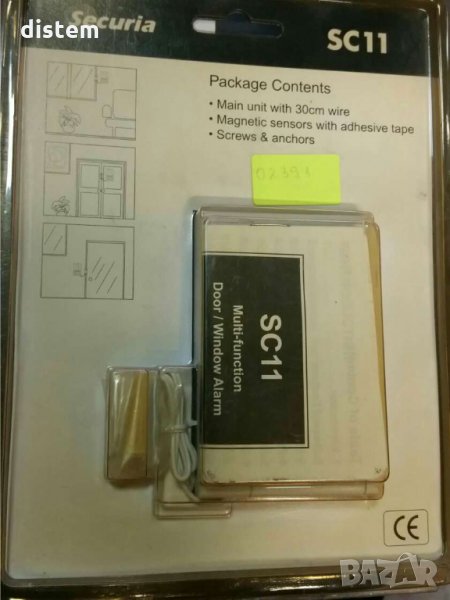 distem
Securia
SC11
Package Contents
• Main unit with 30cm wire
• Magnetic sensors with adhesive tape
• Screws & anchors
02393
SC11
Multi-function
Door / Window Alarm
CE
BAZAR